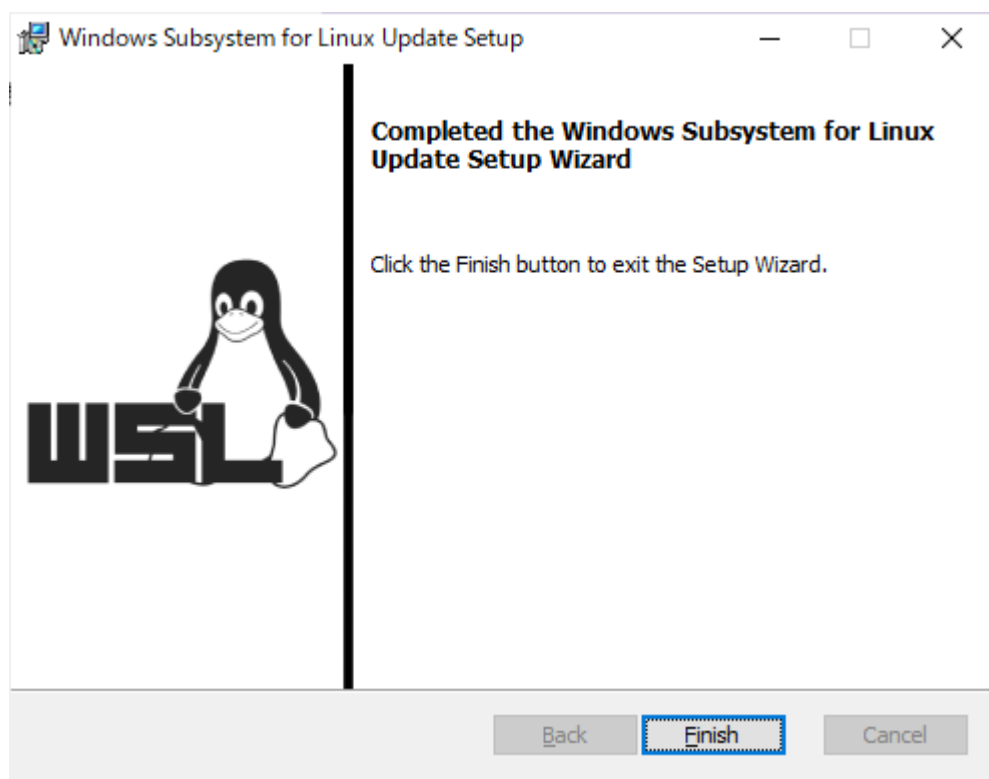 Windows Subsystem for Linux Update Setup
Completed the Windows Subsystem for Linux
Update Setup Wizard
Click the Finish button to exit the Setup Wizard.
WSL
Back
Finish
Cancel